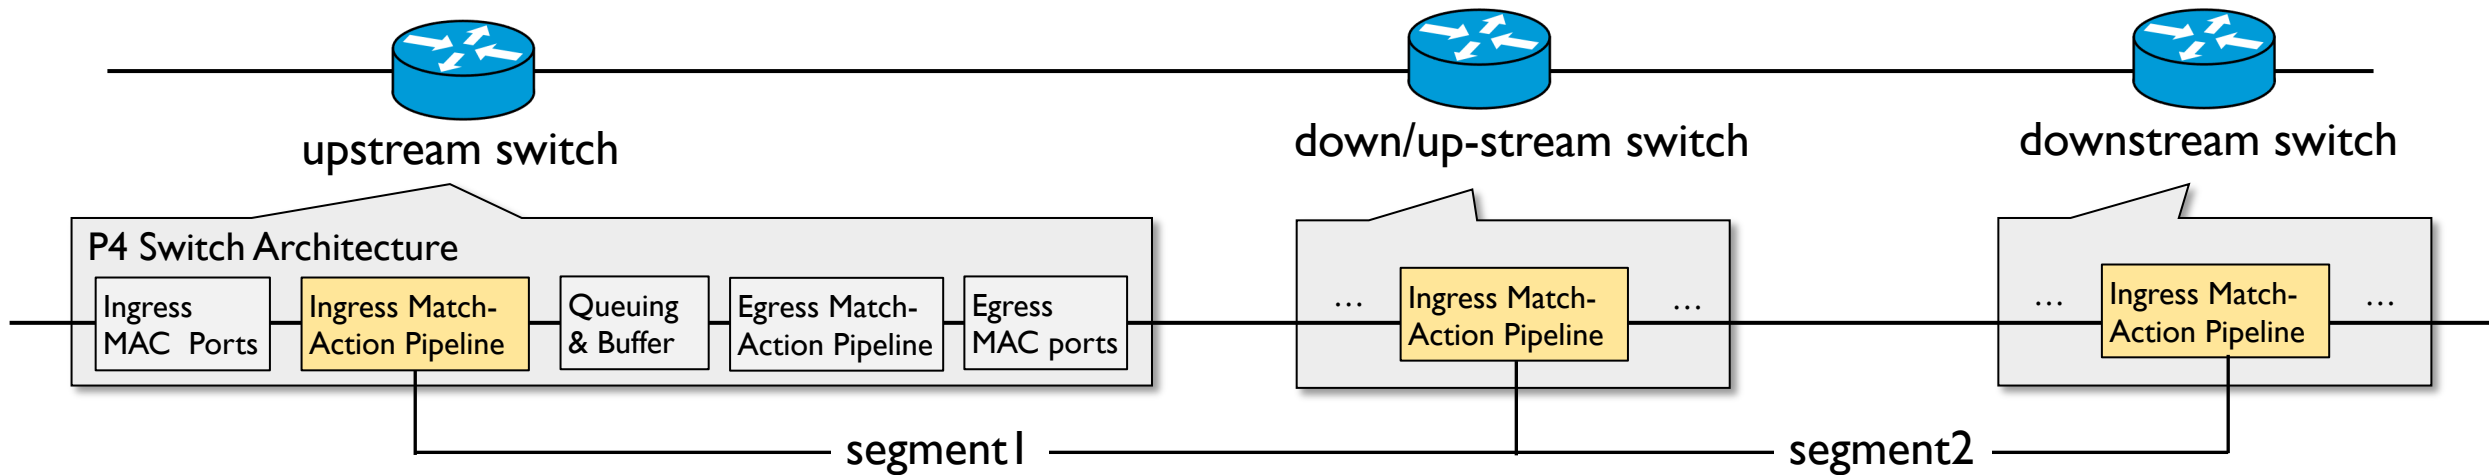 upstream switch
down/up-stream switch
downstream switch
P4 Switch Architecture
Ingress
MAC Ports
Ingress Match-
Action Pipeline
Queuing
& Buffer
Egress Match-
Action Pipeline
Egress
MAC ports
...
Ingress Match-
Action Pipeline
...
...
Ingress Match-
Action Pipeline
...
segment1
segment2